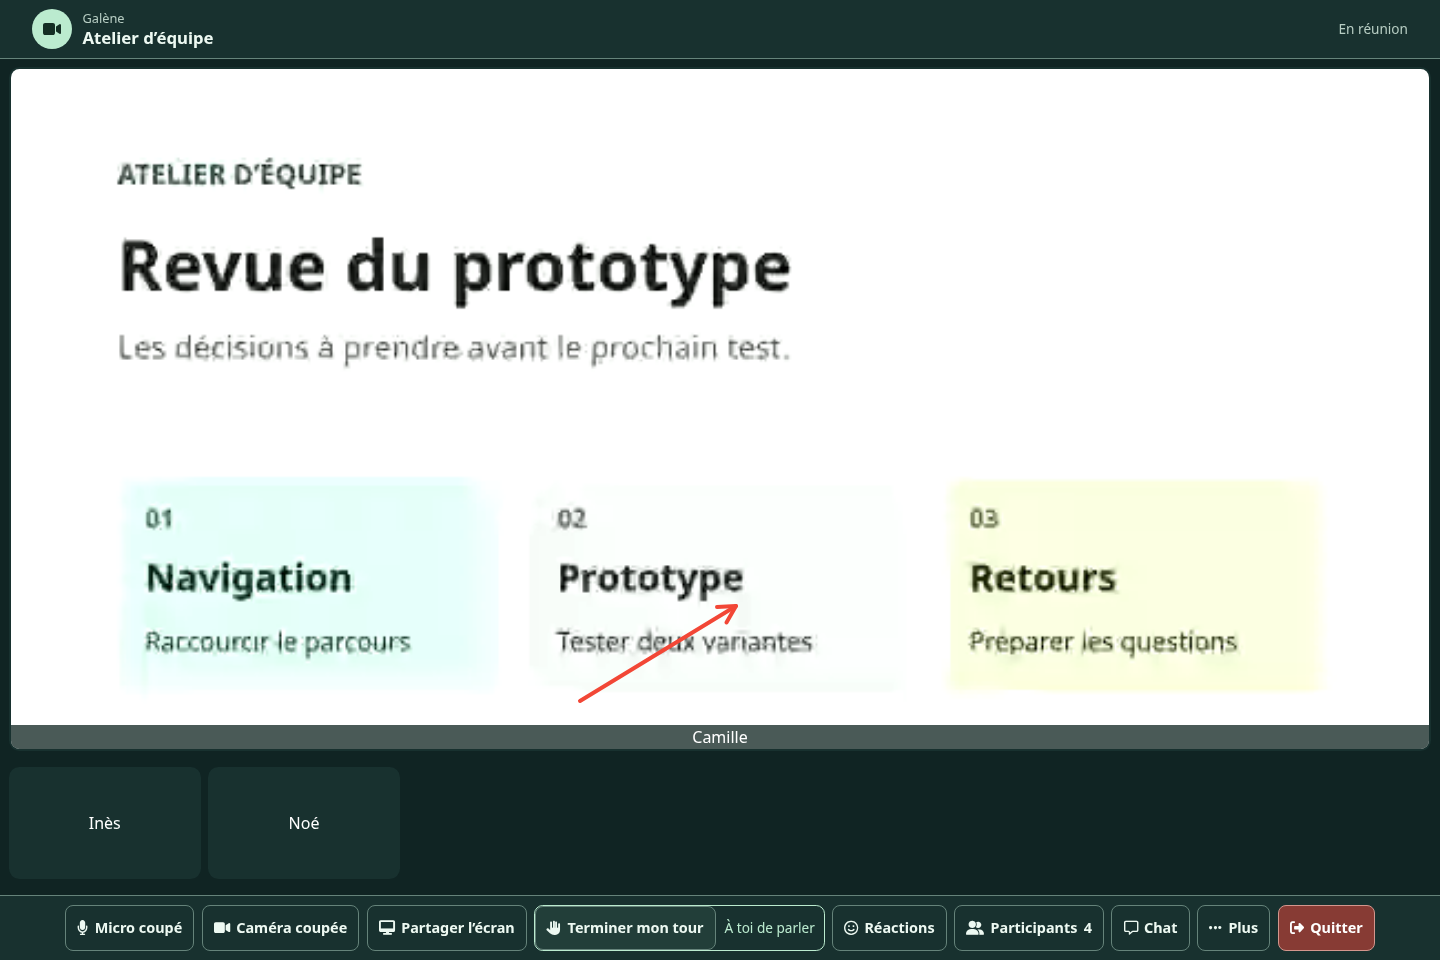 Galène
Atelier d’équipe
En réunion
ATELIER D’ÉQUIPE
Revue du prototype
Les décisions à prendre avant le prochain test.
01
Navigation
Raccourcir le parcours
02
Prototype
Tester deux variantes
03
Retours
Préparer les questions
Camille
Inès
Noé
Micro coupé
Caméra coupée
Partager l’écran
Terminer mon tour
À toi de parler
Réactions
Participants 4
Chat
Plus
Quitter